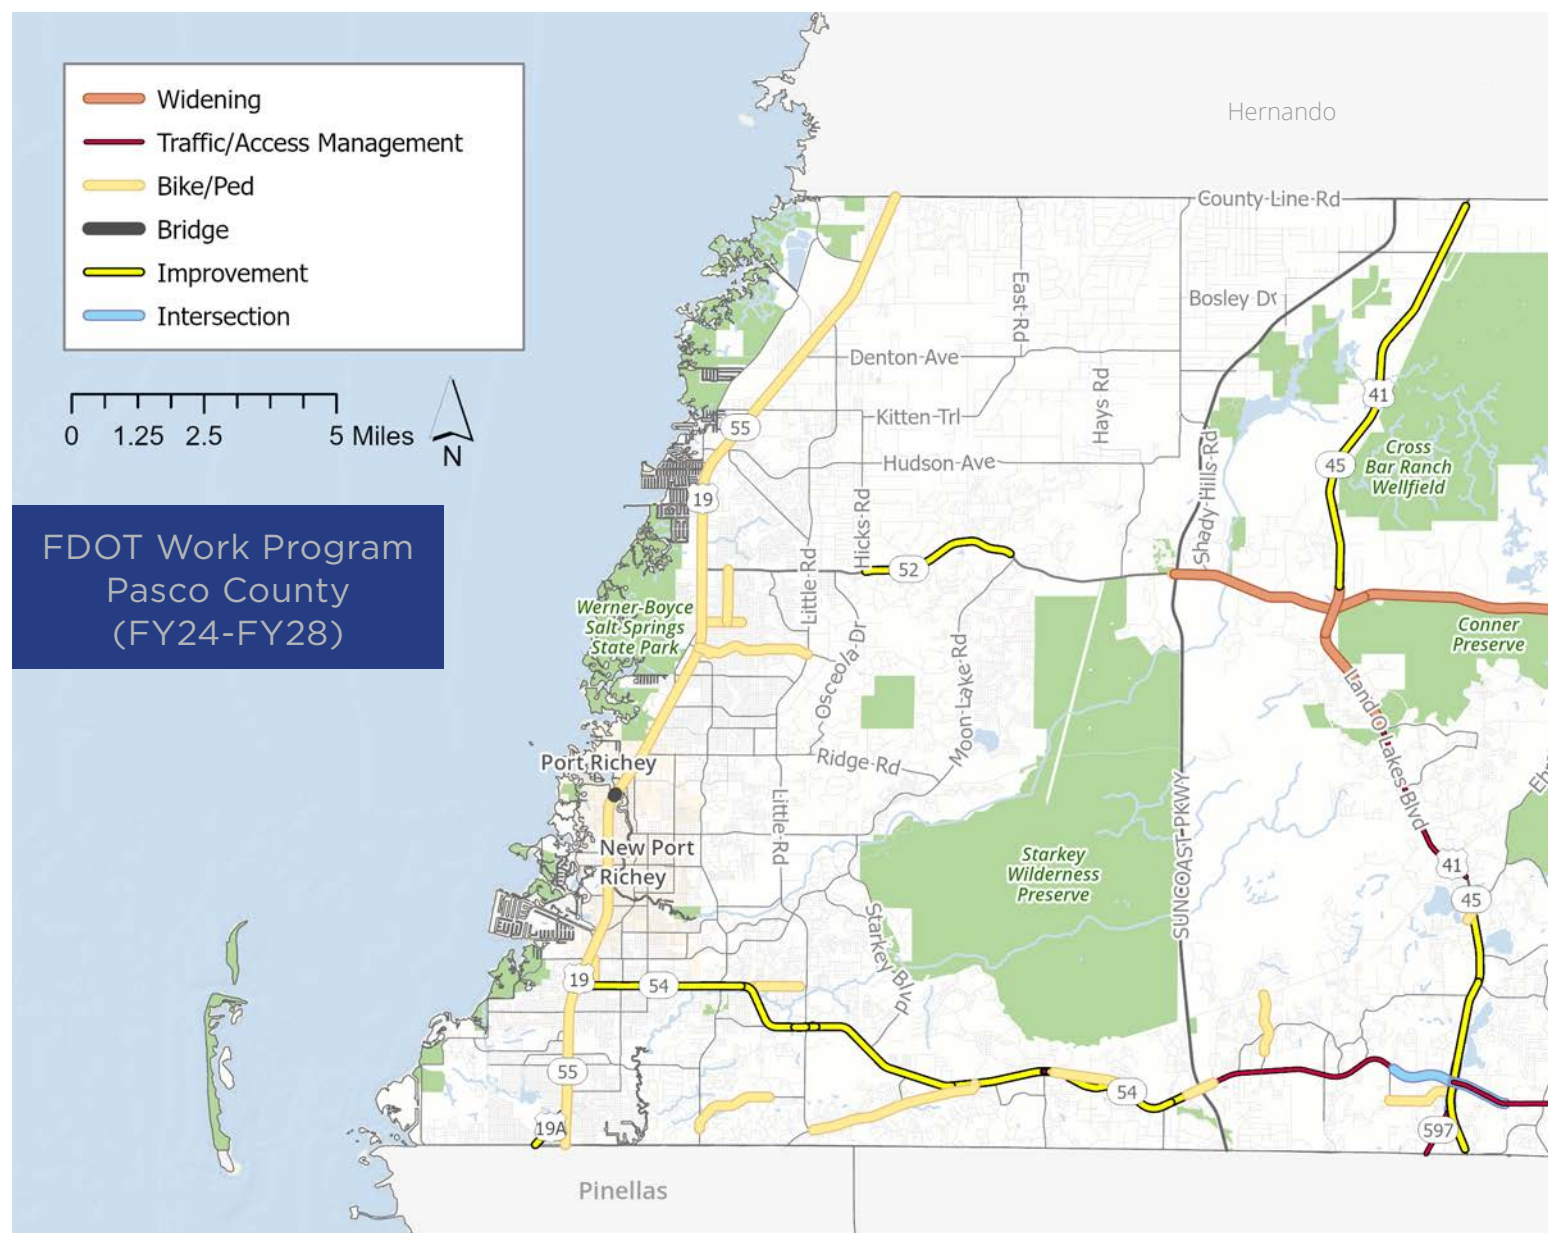 Widening
Traffic/Access Management
Bike/Ped
Bridge
Improvement
Intersection
0 1.25 2.5 5 Miles
N
FDOT Work Program
Pasco County
(FY24-FY28)
Hernando
County-Line-Rd
East-Rd
Bosley Dr
Denton-Ave
Hays Rd
41
Kitten-Trl
55
Cross
Bar Ranch
Wellfield
Hudson-Ave
45
Shady-Hills-Rd
19
Hicks-Rd
Little-Rd
52
Werner-Boyce
Salt Springs
State Park
Conner
Preserve
Osceola-Dr
Moon-Lake-Rd
Land O Lakes Blvd
Port Richey
Ridge-Rd
SUNCOAST-PKWY
Little-Rd
New Port
Richey
Starkey
Wilderness
Preserve
41
45
Starkey-Blvd
19
54
55
54
19A
597
Pinellas